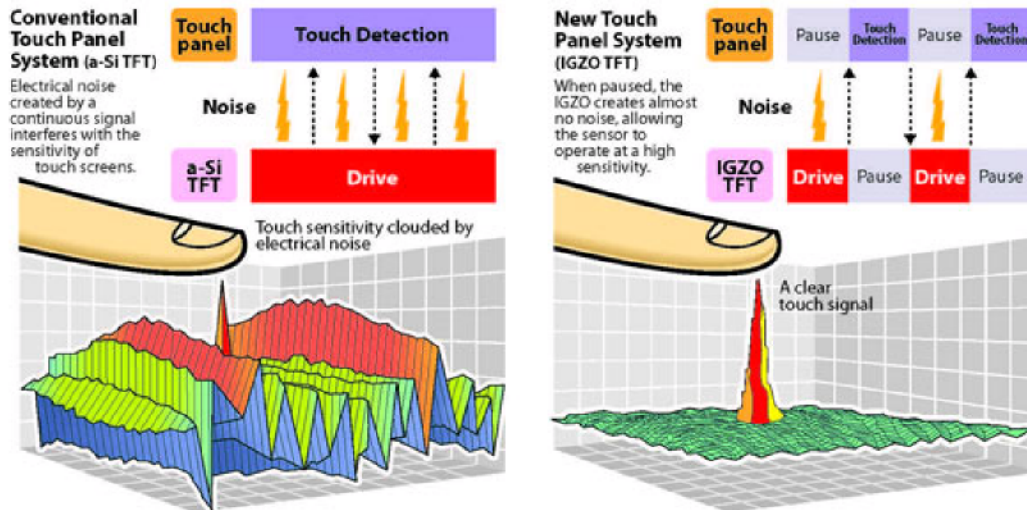 Conventional
Touch Panel
System (a-Si TFT)
Electrical noise
created by a
continuous signal
interferes with the
sensitivity of
touch screens.
Touch
panel
Touch Detection
Noise
a-Si
TFT
Drive
Touch sensitivity clouded by
electrical noise
New Touch
Panel System
(IGZO TFT)
When paused, the
IGZO creates almost
no noise, allowing
the sensor to
operate at a high
sensitivity.
Touch
panel
Pause
Touch
Detection
Pause
Touch
Detection
Noise
IGZO
TFT
Drive
Pause
Drive
Pause
A clear
touch signal